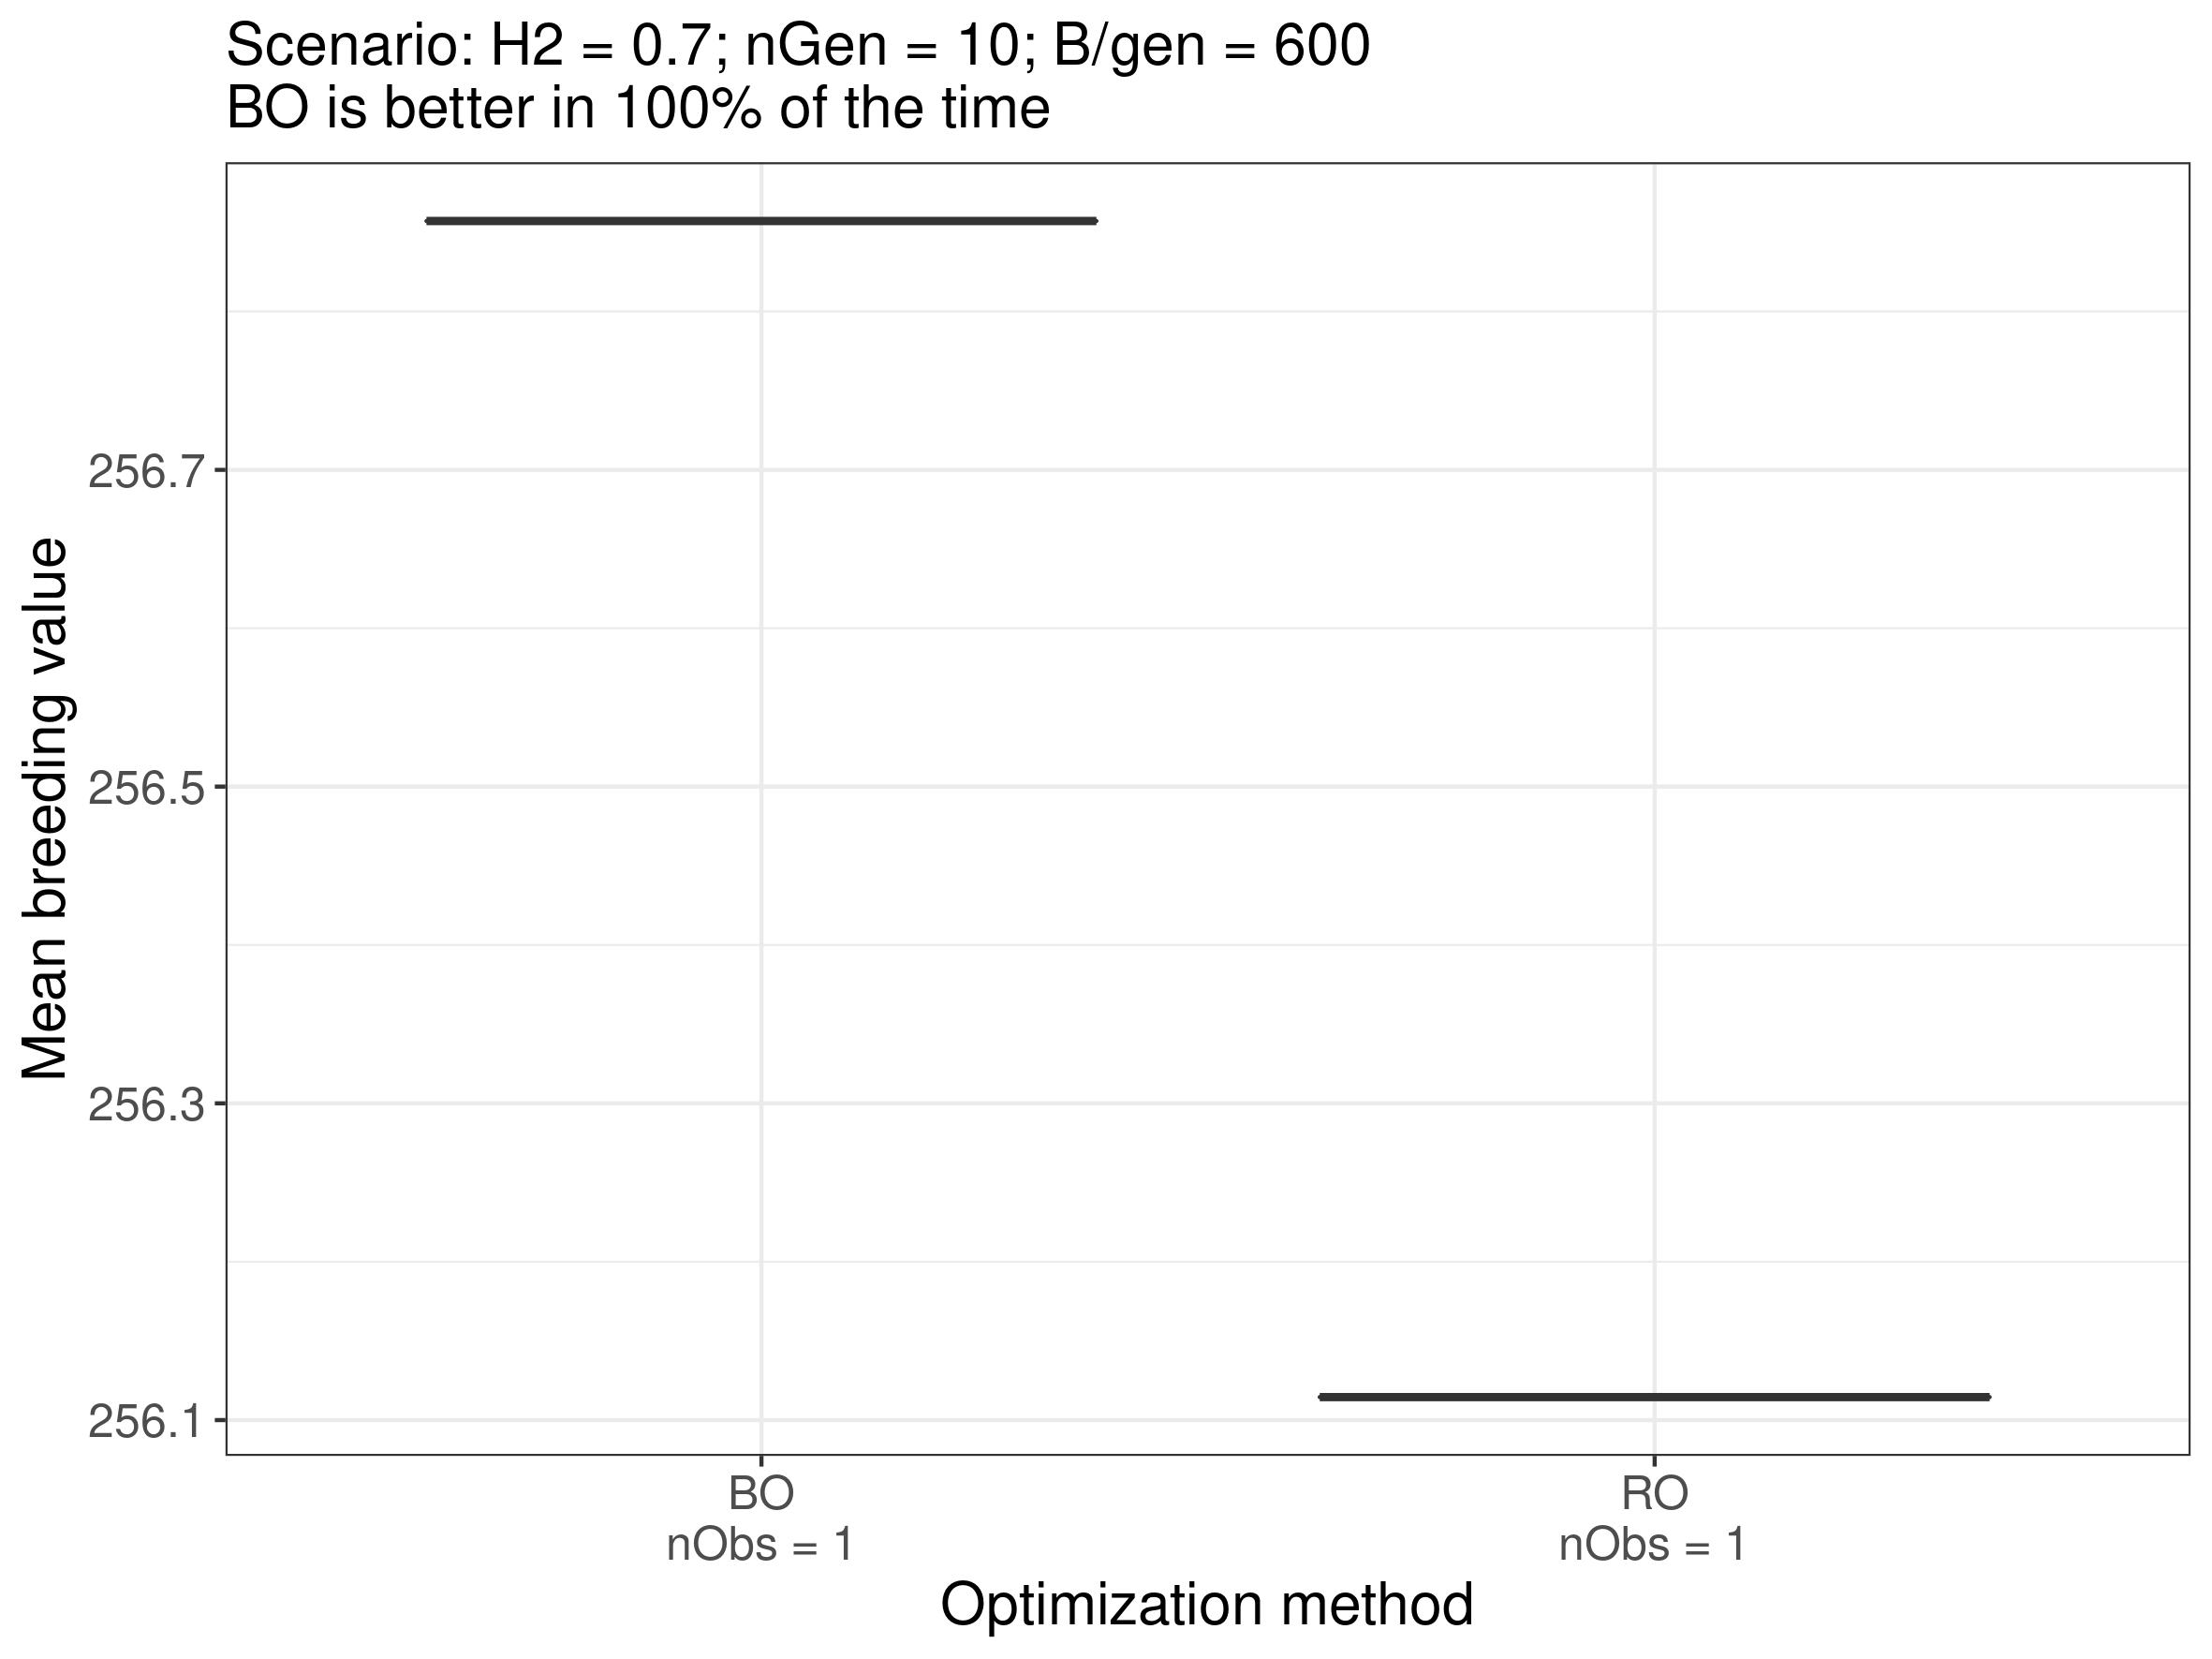 Scenario: H2 = 0.7; nGen = 10; B/gen = 600
BO is better in 100% of the time
Mean breeding value
256.7
256.5
256.3
256.1
BO
nObs = 1
RO
nObs = 1
Optimization method